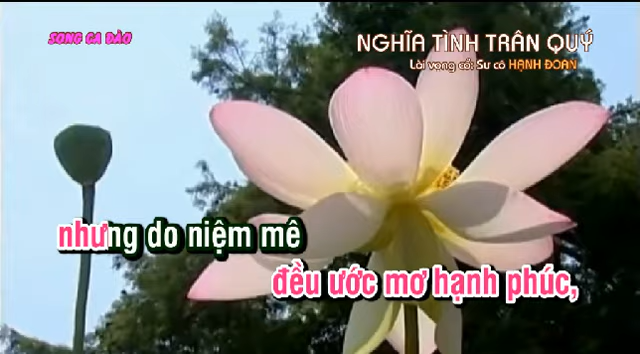 SONG CA ĐÀO
NGHĨA TÌNH TRÂN QUÝ
Lời vọng cổ: Sư cô HẠNH ĐOAN
nhưng do niệm mê
đều ước mơ hạnh phúc,